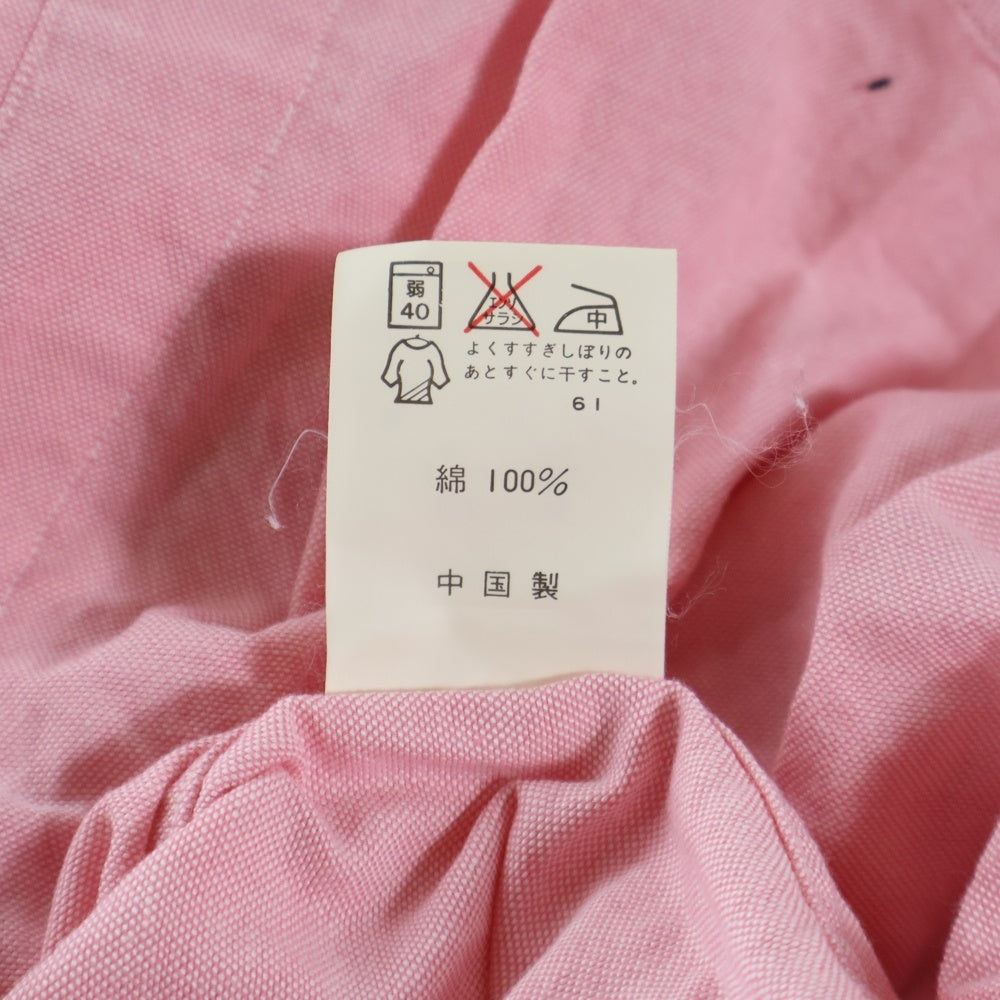 弱
40
エンソ
サラシ
中
よくすすぎしぼりの
あとすぐに干すこと。
61
綿 100%
中国製